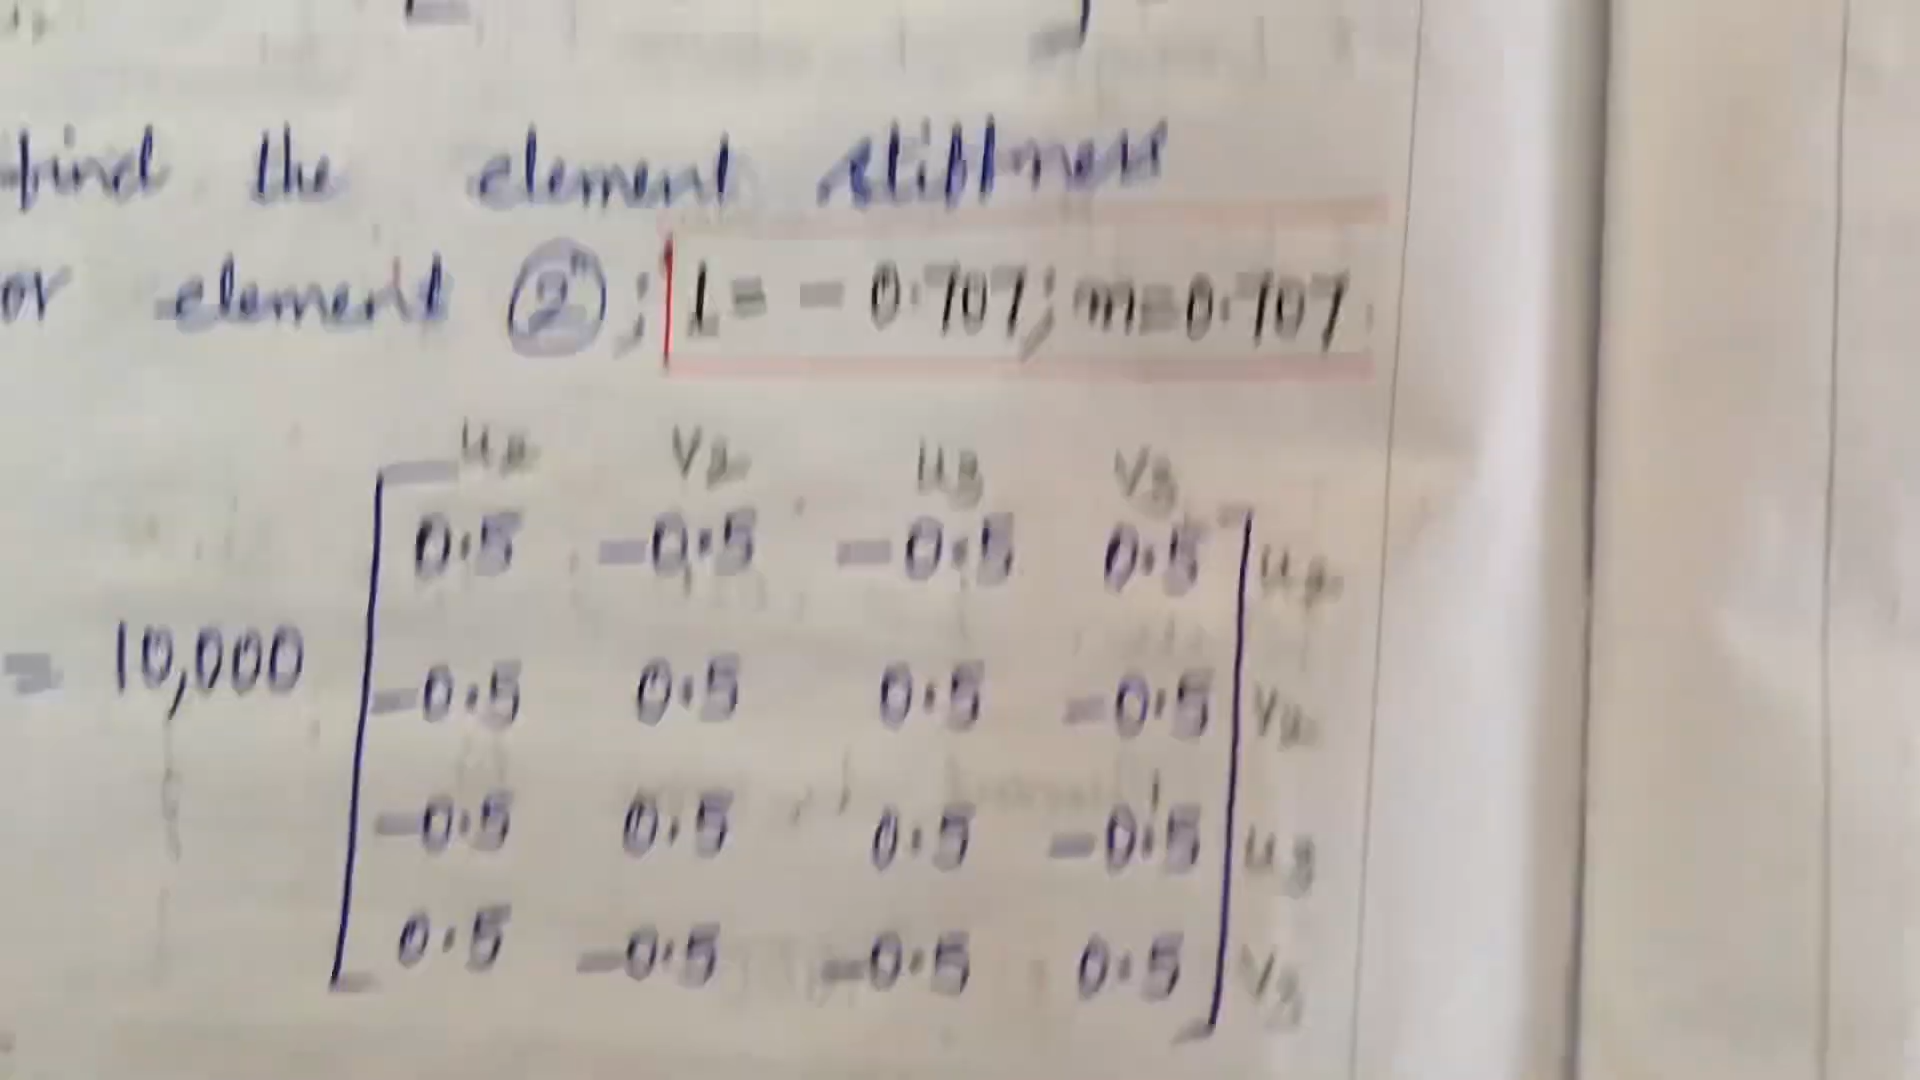 find the element stiffness
or element ② ; l = - 0.707; m=0.707
u2 v2 u3 v3
0.5 -0.5 -0.5 0.5 u2
= 10,000 -0.5 0.5 0.5 -0.5 v2
-0.5 0.5 0.5 -0.5 u3
0.5 -0.5 -0.5 0.5 v3